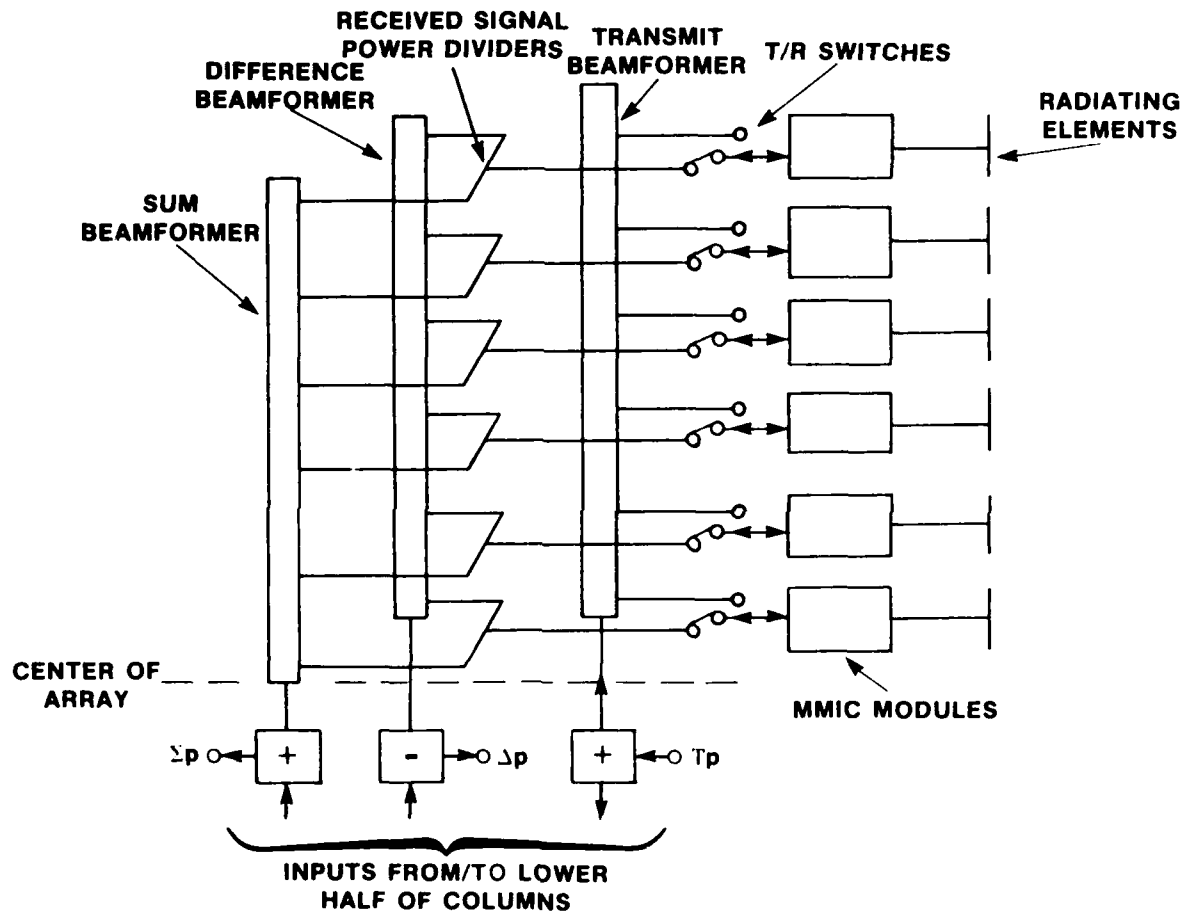 RECEIVED SIGNAL
POWER DIVIDERS
TRANSMIT
BEAMFORMER
T/R SWITCHES
DIFFERENCE
BEAMFORMER
RADIATING
ELEMENTS
SUM
BEAMFORMER
CENTER OF
ARRAY
MMIC MODULES
Σp
+
-
Δp
+
Tp
INPUTS FROM/TO LOWER
HALF OF COLUMNS